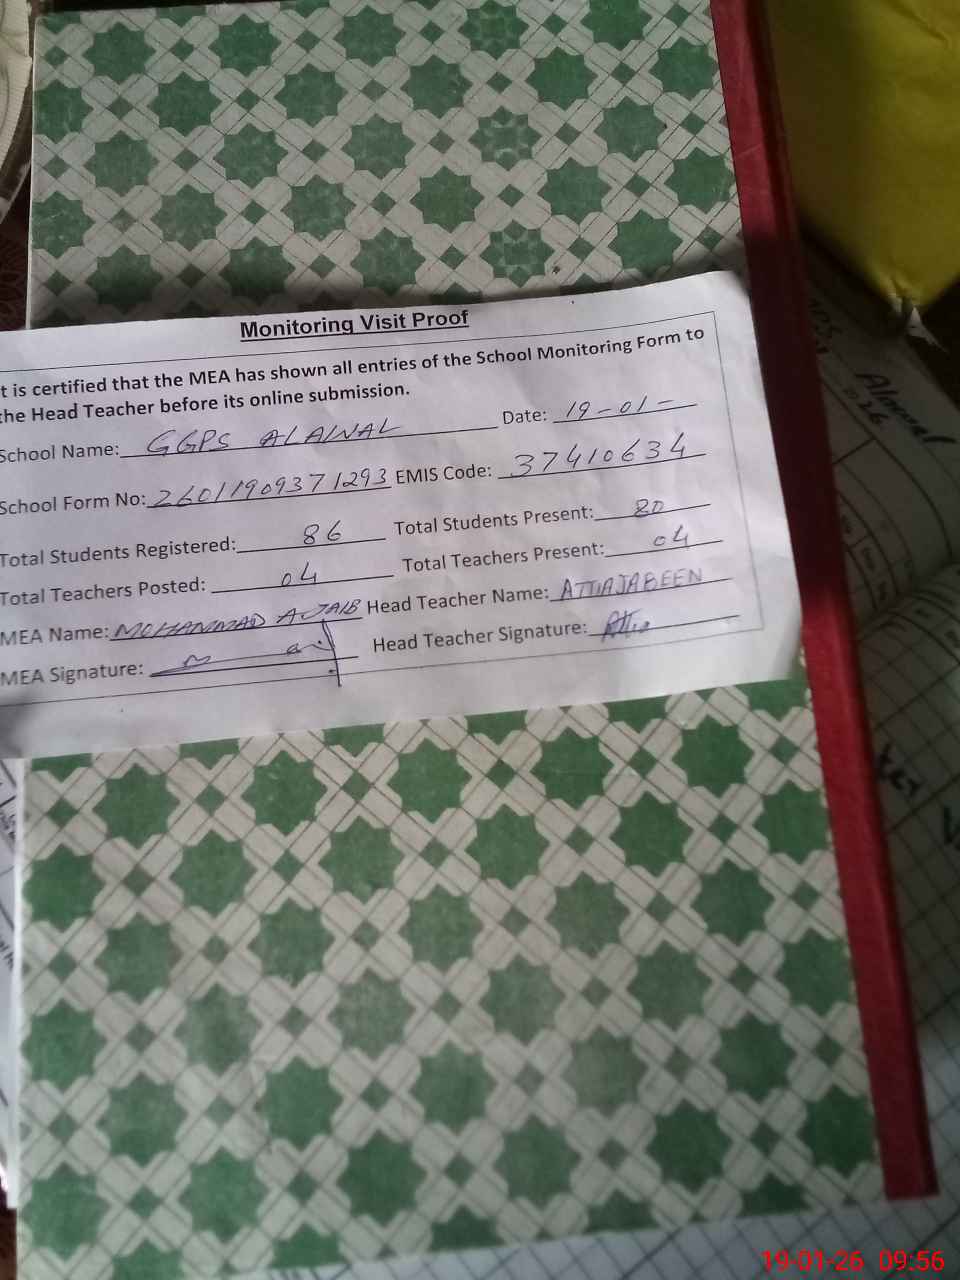 Monitoring Visit Proof
t is certified that the MEA has shown all entries of the School Monitoring Form to
the Head Teacher before its online submission.
School Name: GGPS ALAINAL Date: 19-01-
School Form No: 26011909371293 EMIS Code: 37410634
Total Students Registered: 86 Total Students Present: 80
Total Teachers Posted: 04 Total Teachers Present: 04
MEA Name: MOHAMMAD AJAIB Head Teacher Name: ATTIAJABEEN
MEA Signature: Head Teacher Signature: Attia
19-01-26 09:56